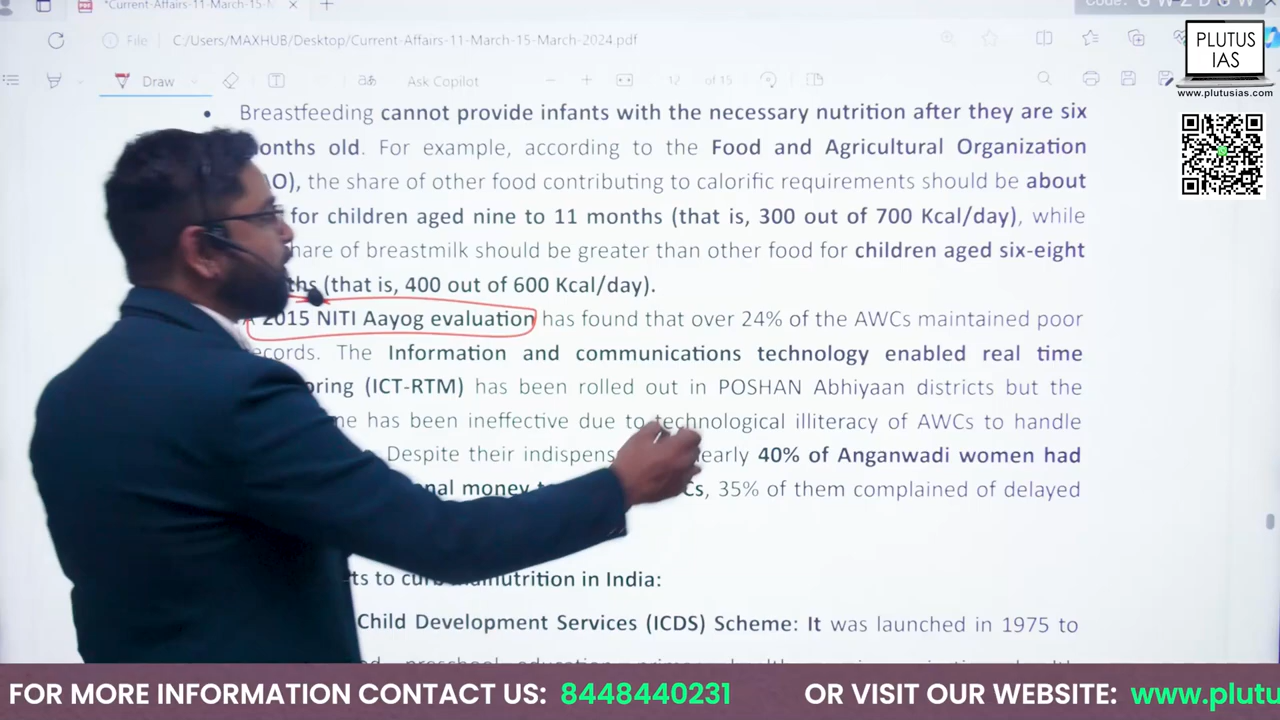 *Current-Affairs-11-March-15-M
Code: G W Z D G W
File C:/Users/MAXHUB/Desktop/Current-Affairs-11-March-15-March-2024.pdf
Draw Ask Copilot 12 of 15
PLUTUS
IAS
www.plutusias.com
• Breastfeeding cannot provide infants with the necessary nutrition after they are six
onths old. For example, according to the Food and Agricultural Organization
O), the share of other food contributing to calorific requirements should be about
for children aged nine to 11 months (that is, 300 out of 700 Kcal/day), while
hare of breastmilk should be greater than other food for children aged six-eight
ths (that is, 400 out of 600 Kcal/day).
2015 NITI Aayog evaluation has found that over 24% of the AWCs maintained poor
ecords. The Information and communications technology enabled real time
oring (ICT-RTM) has been rolled out in POSHAN Abhiyaan districts but the
me has been ineffective due to technological illiteracy of AWCs to handle
Despite their indispens early 40% of Anganwadi women had
nal money Cs, 35% of them complained of delayed
ts to cu nutrition in India:
Child Development Services (ICDS) Scheme: It was launched in 1975 to
FOR MORE INFORMATION CONTACT US: 8448440231 OR VISIT OUR WEBSITE: www.plutu